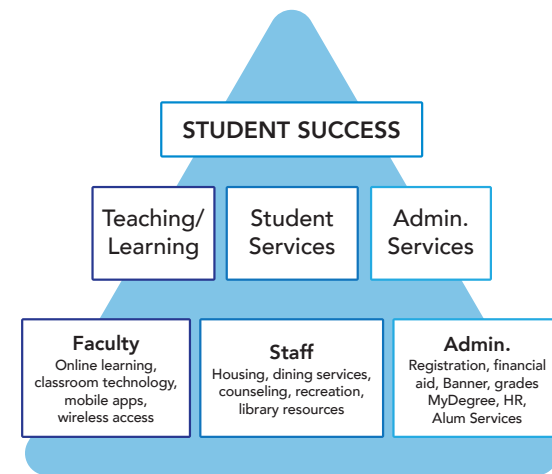 STUDENT SUCCESS
Teaching/
Learning
Student
Services
Admin.
Services
Faculty
Online learning,
classroom technology,
mobile apps,
wireless access
Staff
Housing, dining services,
counseling, recreation,
library resources
Admin.
Registration, financial
aid, Banner, grades
MyDegree, HR,
Alum Services